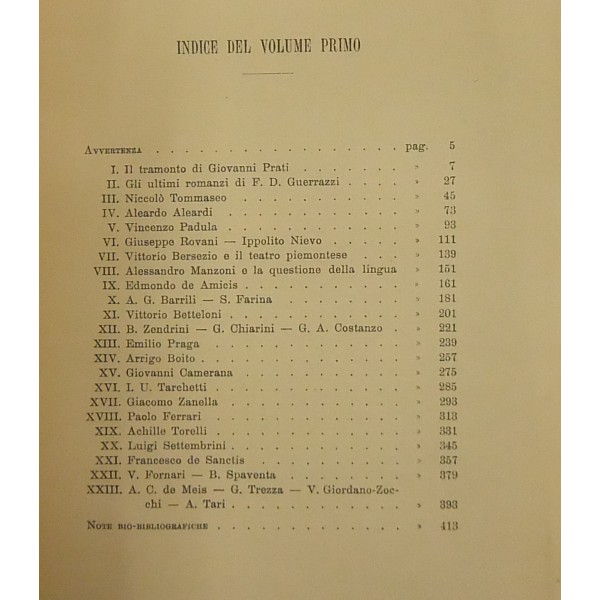 INDICE DEL VOLUME PRIMO
AVVERTENZA . . . . . . . . . . . . . . . . . pag. 5
I. Il tramonto di Giovanni Prati . . . . . . . » 7
II. Gli ultimi romanzi di F. D. Guerrazzi . . . . » 27
III. Niccolò Tommaseo . . . . . . . . . . . » 45
IV. Aleardo Aleardi . . . . . . . . . . . . » 73
V. Vincenzo Padula . . . . . . . . . . . . » 93
VI. Giuseppe Rovani — Ippolito Nievo . . . . . » 111
VII. Vittorio Bersezio e il teatro piemontese . . . » 139
VIII. Alessandro Manzoni e la questione della lingua » 151
IX. Edmondo de Amicis . . . . . . . . . . . » 161
X. A. G. Barrili — S. Farina . . . . . . . . » 181
XI. Vittorio Betteloni . . . . . . . . . . . » 201
XII. B. Zendrini — G. Chiarini — G. A. Costanzo . » 221
XIII. Emilio Praga . . . . . . . . . . . . . » 239
XIV. Arrigo Boito . . . . . . . . . . . . . » 257
XV. Giovanni Camerana . . . . . . . . . . . » 275
XVI. I. U. Tarchetti . . . . . . . . . . . . » 285
XVII. Giacomo Zanella . . . . . . . . . . . . » 293
XVIII. Paolo Ferrari . . . . . . . . . . . . . » 313
XIX. Achille Torelli . . . . . . . . . . . . . » 331
XX. Luigi Settembrini . . . . . . . . . . . . » 345
XXI. Francesco de Sanctis . . . . . . . . . . » 357
XXII. V. Fornari — B. Spaventa . . . . . . . . » 379
XXIII. A. C. de Meis — G. Trezza — V. Giordano-Zoc-
chi — A. Tari . . . . . . . . . . . . » 393
NOTE BIO-BIBLIOGRAFICHE . . . . . . . . . . . . . » 413